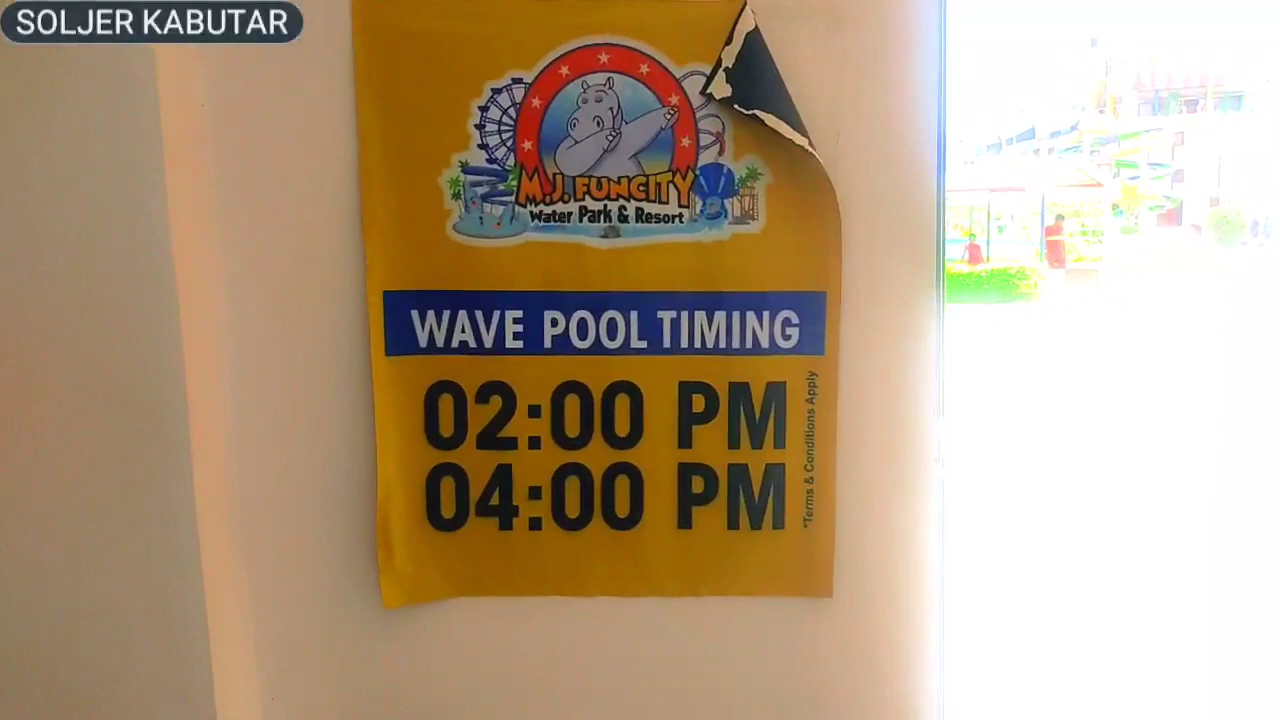 SOLJER KABUTAR
M.J. FUNCITY
Water Park & Resort
WAVE POOL TIMING
02:00 PM
04:00 PM
*Terms & Conditions Apply